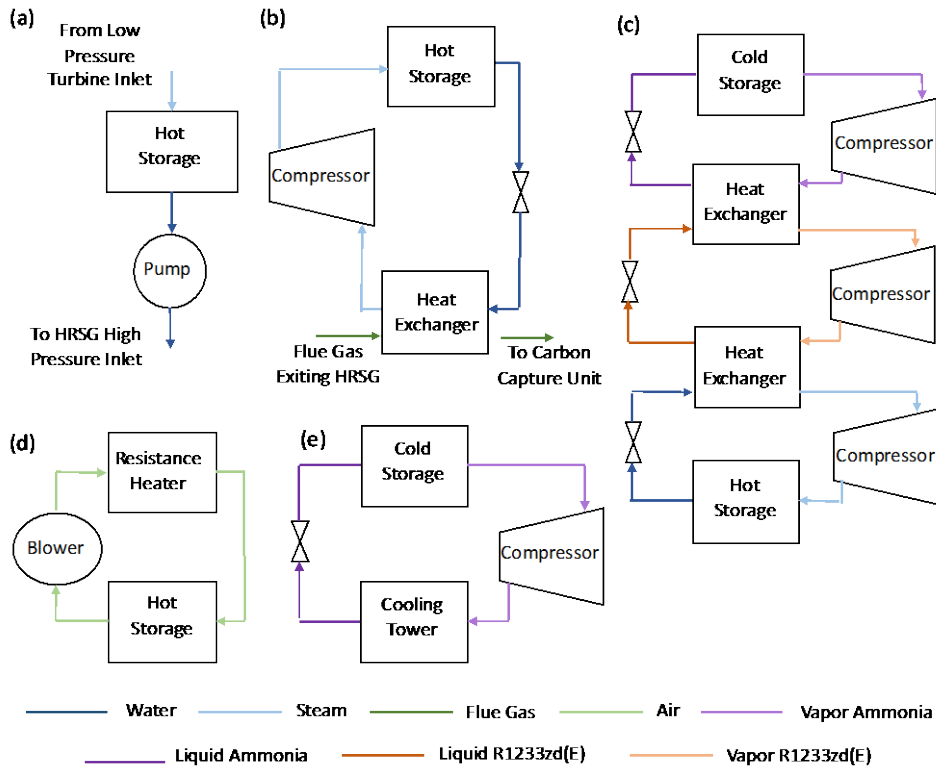 (a)
From Low
Pressure
Turbine Inlet
Hot
Storage
Pump
To HRSG High
Pressure Inlet
(b)
Hot
Storage
Compressor
Heat
Exchanger
Flue Gas
Exiting HRSG
To Carbon
Capture Unit
(c)
Cold
Storage
Compressor
Heat
Exchanger
Compressor
Heat
Exchanger
Compressor
Hot
Storage
(d)
Resistance
Heater
Blower
Hot
Storage
(e)
Cold
Storage
Compressor
Cooling
Tower
Water
Steam
Flue Gas
Air
Vapor Ammonia
Liquid Ammonia
Liquid R1233zd(E)
Vapor R1233zd(E)